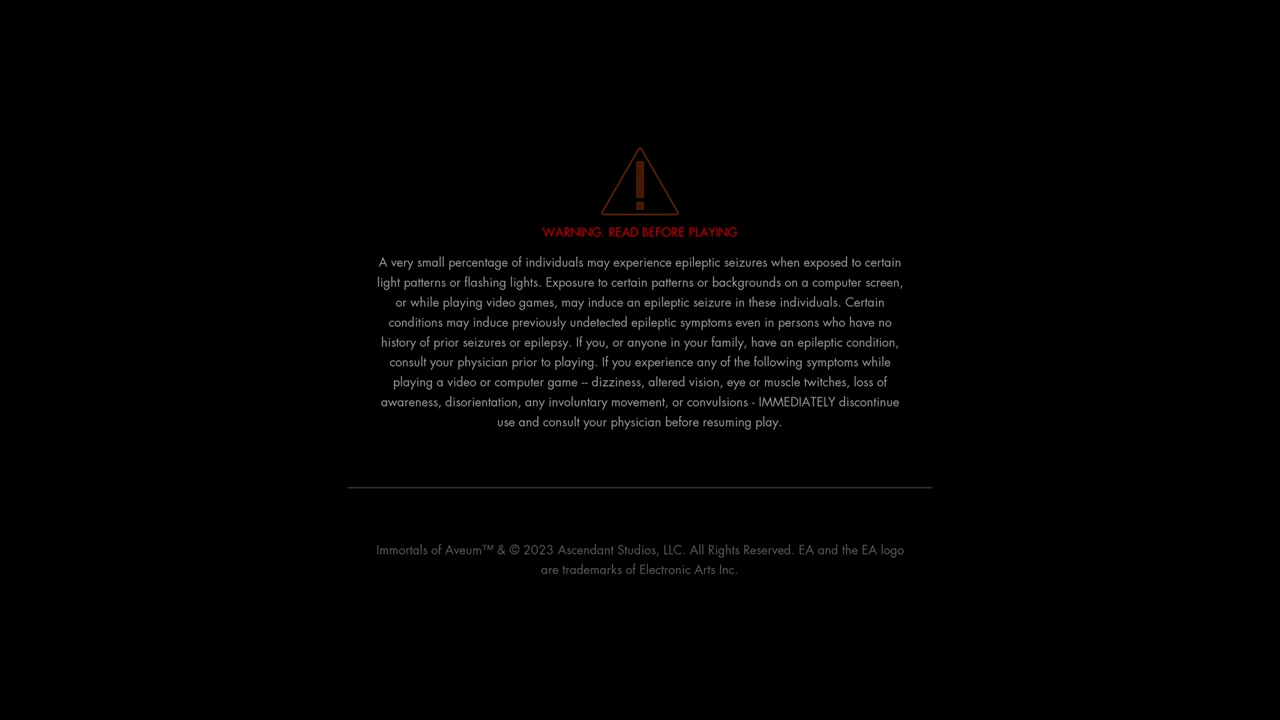 WARNING: READ BEFORE PLAYING
A very small percentage of individuals may experience epileptic seizures when exposed to certain
light patterns or flashing lights. Exposure to certain patterns or backgrounds on a computer screen,
or while playing video games, may induce an epileptic seizure in these individuals. Certain
conditions may induce previously undetected epileptic symptoms even in persons who have no
history of prior seizures or epilepsy. If you, or anyone in your family, have an epileptic condition,
consult your physician prior to playing. If you experience any of the following symptoms while
playing a video or computer game -- dizziness, altered vision, eye or muscle twitches, loss of
awareness, disorientation, any involuntary movement, or convulsions - IMMEDIATELY discontinue
use and consult your physician before resuming play.
Immortals of Aveum™ & © 2023 Ascendant Studios, LLC. All Rights Reserved. EA and the EA logo
are trademarks of Electronic Arts Inc.